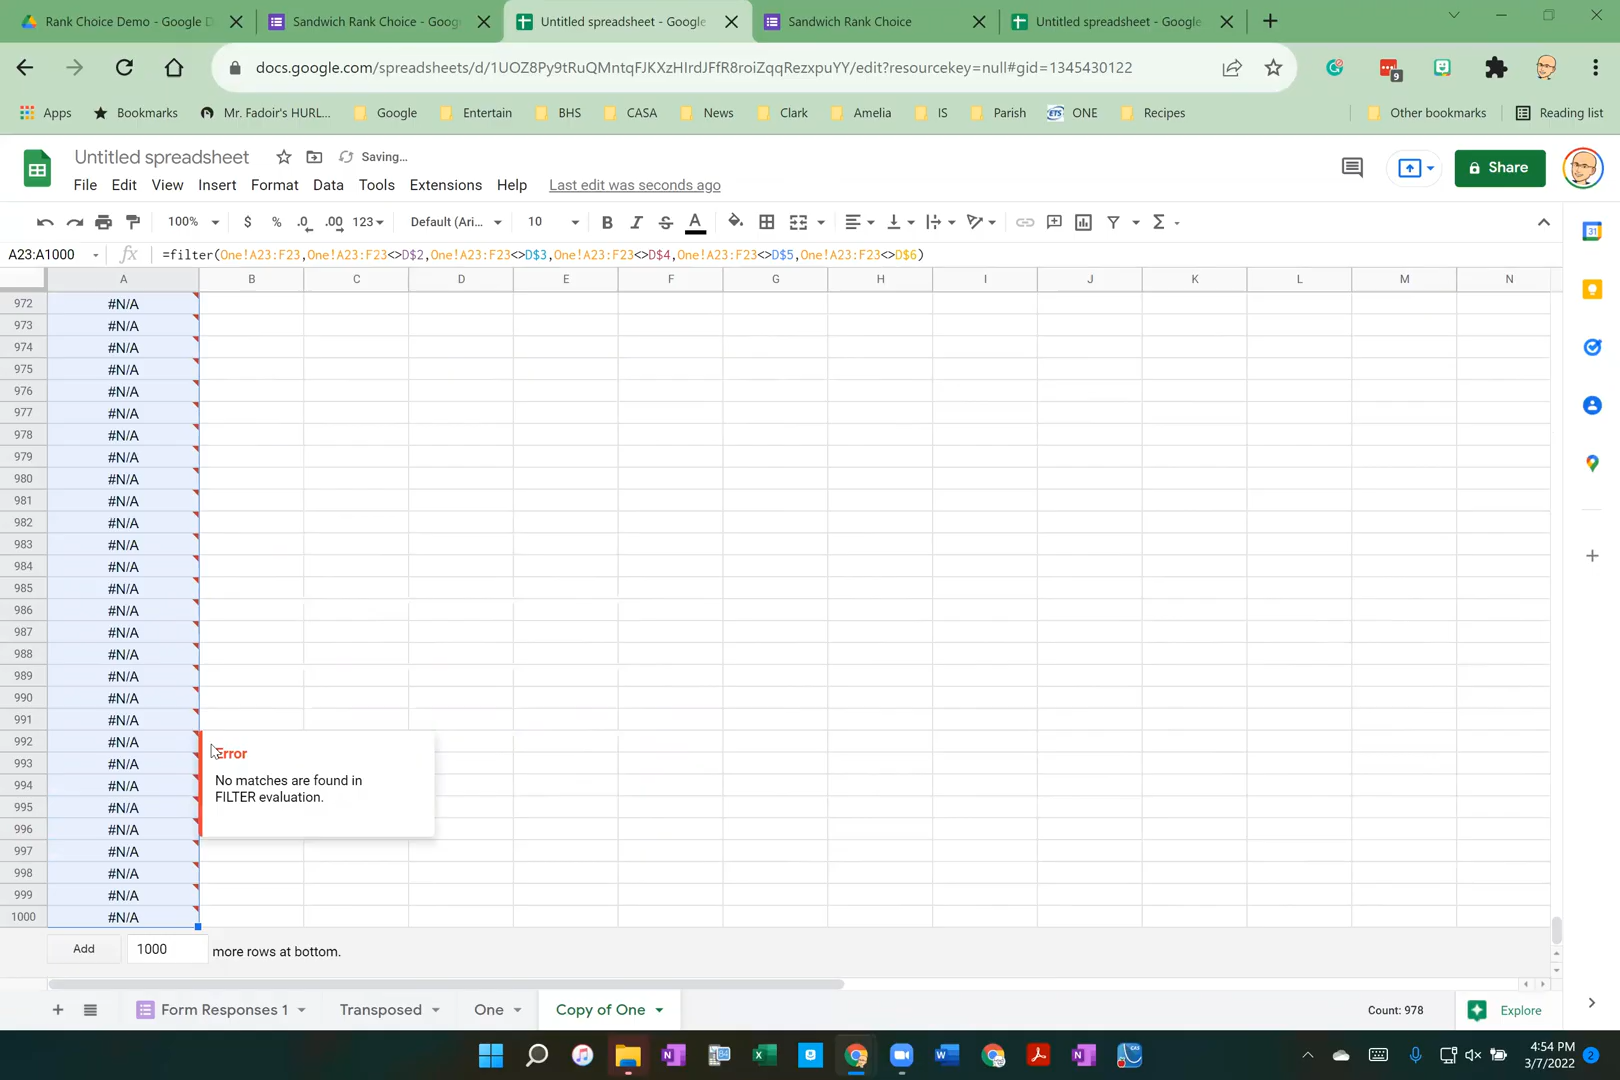 Rank Choice Demo - Google D
Sandwich Rank Choice - Goog
Untitled spreadsheet - Google
Sandwich Rank Choice
Untitled spreadsheet - Google
docs.google.com/spreadsheets/d/1UOZ8Py9tRuQMntqFJKXzHIrdJFfR8roiZqqRezxpuYY/edit?resourcekey=null#gid=1345430122
9
Apps
Bookmarks
Mr. Fadoir's HURL...
Google
Entertain
BHS
CASA
News
Clark
Amelia
IS
Parish
ETS
ONE
Recipes
Other bookmarks
Reading list
Untitled spreadsheet
Saving...
Share
File
Edit
View
Insert
Format
Data
Tools
Extensions
Help
Last edit was seconds ago
100%
$
%
.0
.00
123
Default (Ari...
10
B
I
S
A
Σ
31
A23:A1000
fx
=filter(One!A23:F23,One!A23:F23<>D$2,One!A23:F23<>D$3,One!A23:F23<>D$4,One!A23:F23<>D$5,One!A23:F23<>D$6)
A B C D E F G H I J K L M N
972 #N/A
973 #N/A
974 #N/A
975 #N/A
976 #N/A
977 #N/A
978 #N/A
979 #N/A
980 #N/A
981 #N/A
982 #N/A
983 #N/A
984 #N/A
985 #N/A
986 #N/A
987 #N/A
988 #N/A
989 #N/A
990 #N/A
991 #N/A
992 #N/A
993 #N/A
994 #N/A
995 #N/A
996 #N/A
997 #N/A
998 #N/A
999 #N/A
1000 #N/A
Error
No matches are found in
FILTER evaluation.
Add
1000
more rows at bottom.
Form Responses 1
Transposed
One
Copy of One
Count: 978
Explore
4:54 PM
3/7/2022
2